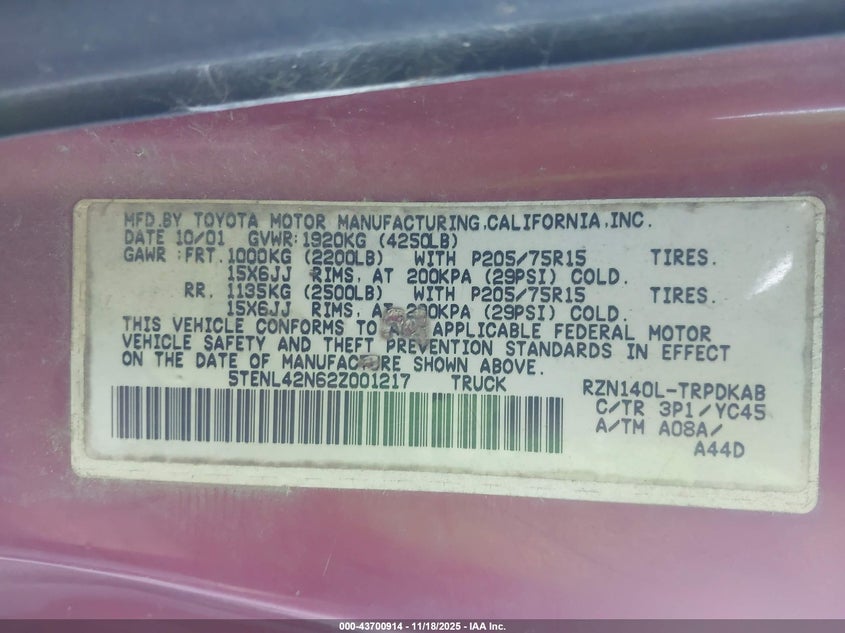 MFD.BY TOYOTA MOTOR MANUFACTURING,CALIFORNIA,INC.
DATE 10/01 GVWR:1920KG (4250LB)
GAWR :FRT. 1000KG (2200LB) WITH P205/75R15 TIRES.
15X6JJ RIMS, AT 200KPA (29PSI) COLD.
RR. 1135KG (2500LB) WITH P205/75R15 TIRES.
15X6JJ RIMS, AT 200KPA (29PSI) COLD.
THIS VEHICLE CONFORMS TO ALL APPLICABLE FEDERAL MOTOR
VEHICLE SAFETY AND THEFT PREVENTION STANDARDS IN EFFECT
ON THE DATE OF MANUFACTURE SHOWN ABOVE.
5TENL42N62Z001217 TRUCK RZN140L-TRPDKAB
C/TR 3P1/YC45
A/TM A08A/
A44D
000-43700914 - 11/18/2025 - IAA Inc.